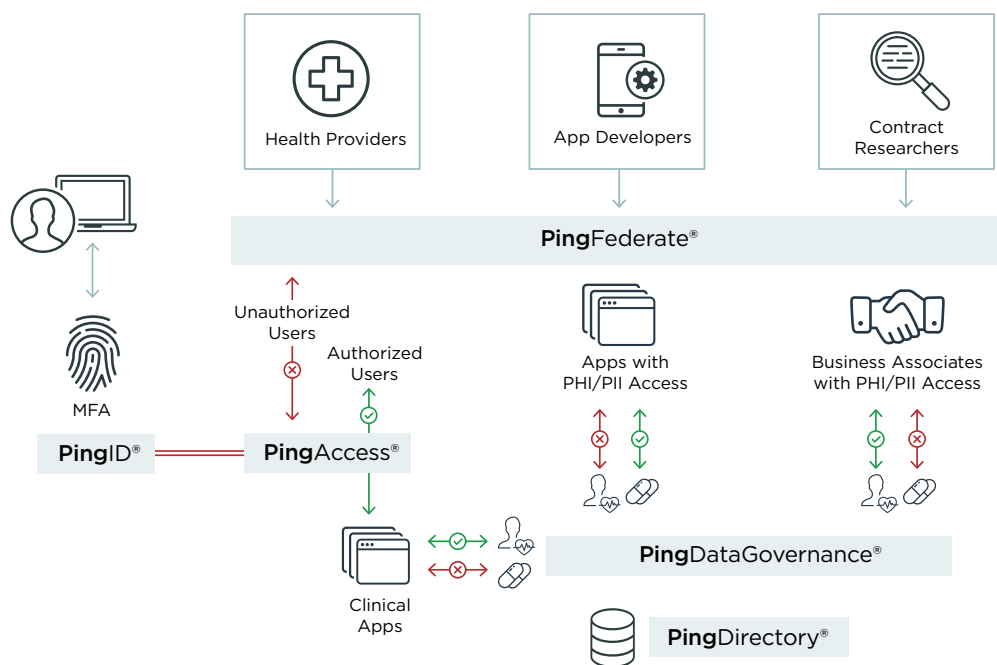 Health Providers
App Developers
Contract
Researchers
PingFederate®
Unauthorized
Users
Authorized
Users
Apps with
PHI/PII Access
Business Associates
with PHI/PII Access
MFA
PingID®
PingAccess®
PingDataGovernance®
Clinical
Apps
PingDirectory®